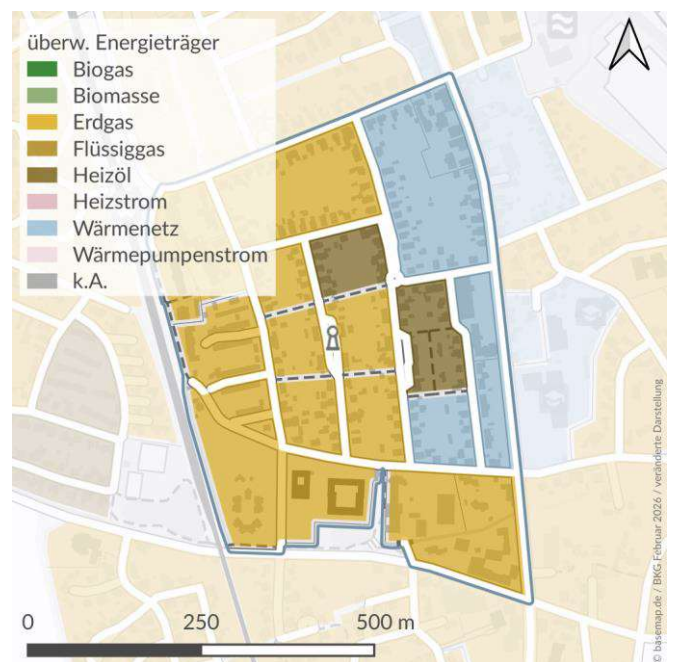 überw. Energieträger
Biogas
Biomasse
Erdgas
Flüssiggas
Heizöl
Heizstrom
Wärmenetz
Wärmepumpenstrom
k.A.
0 250 500 m
© basemap.de / BKG Februar 2026 / veränderte Darstellung